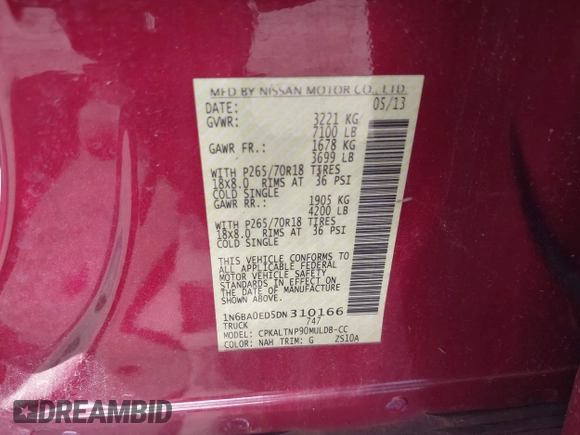 MFD BY NISSAN MOTOR CO., LTD.
DATE: 05/13
GVWR: 3221 KG
7100 LB
GAWR FR.: 1678 KG
3699 LB
WITH P265/70R18 TIRES
18X8.0 RIMS AT 36 PSI
COLD SINGLE
GAWR RR.: 1905 KG
4200 LB
WITH P265/70R18 TIRES
18X8.0 RIMS AT 36 PSI
COLD SINGLE
THIS VEHICLE CONFORMS TO
ALL APPLICABLE FEDERAL
MOTOR VEHICLE SAFETY
STANDARDS IN EFFECT ON
THE DATE OF MANUFACTURE
SHOWN ABOVE.
1N6BA0ED5DN310166
TRUCK 747
MODEL: CPKALTNP90MULDB-CC
COLOR: NAH TRIM: G ZS10A
DREAMBID